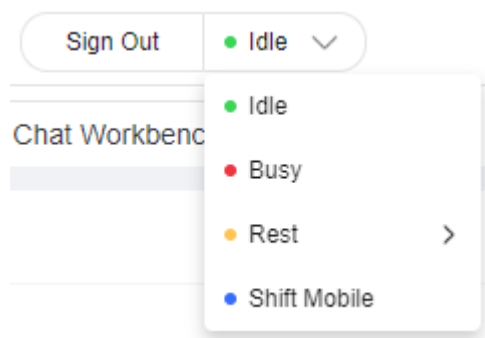 Sign Out Idle
Idle
Chat Workbenc
Busy
Rest
Shift Mobile